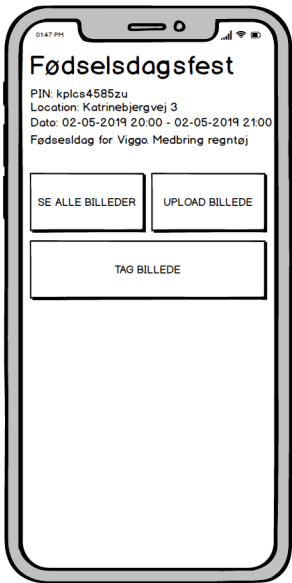 01:47 PM
Fødselsdagsfest
PIN: kplcs4585zu
Location: Katrinebjergvej 3
Dato: 02-05-2019 20:00 - 02-05-2019 21:00
Fødsesldag for Viggo. Medbring regntøj
SE ALLE BILLEDER
UPLOAD BILLEDE
TAG BILLEDE